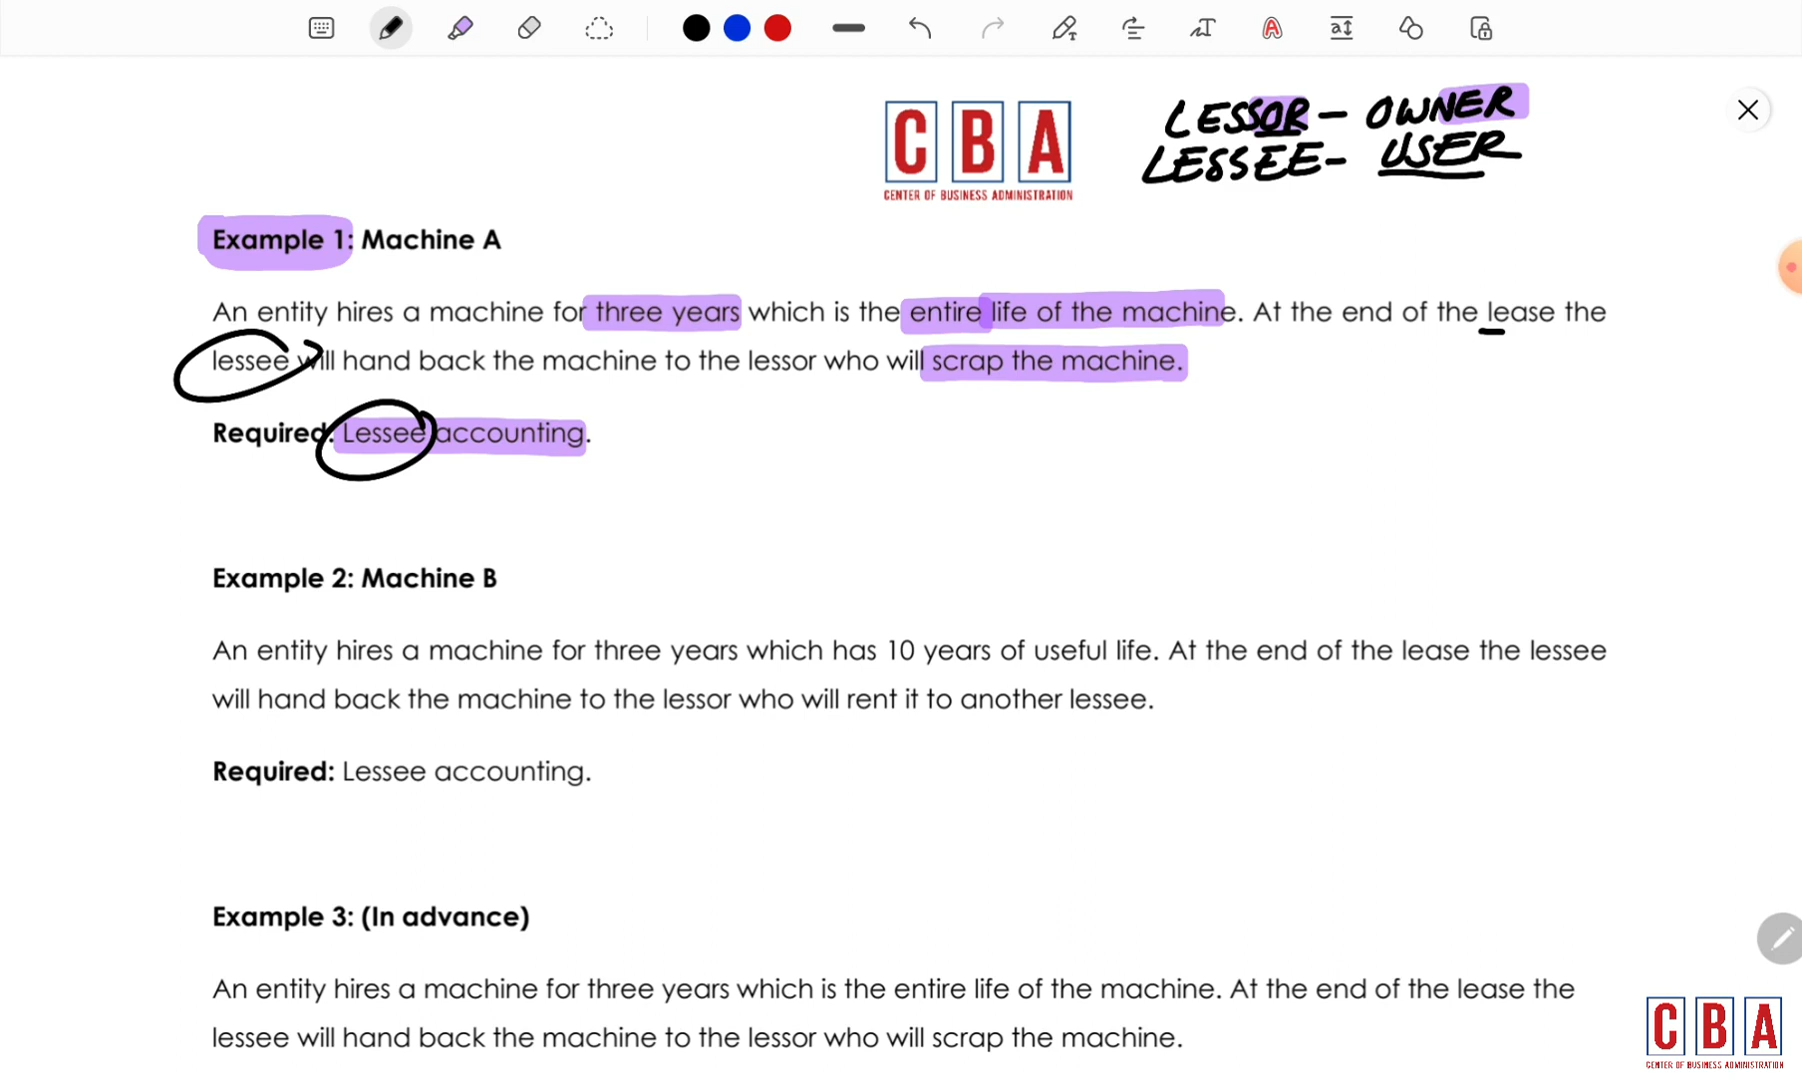 C B A
CENTER OF BUSINESS ADMINISTRATION
LESSOR - OWNER
LESSEE - USER
Example 1: Machine A
An entity hires a machine for three years which is the entire life of the machine. At the end of the lease the
lessee will hand back the machine to the lessor who will scrap the machine.
Required: Lessee accounting.
Example 2: Machine B
An entity hires a machine for three years which has 10 years of useful life. At the end of the lease the lessee
will hand back the machine to the lessor who will rent it to another lessee.
Required: Lessee accounting.
Example 3: (In advance)
An entity hires a machine for three years which is the entire life of the machine. At the end of the lease the
lessee will hand back the machine to the lessor who will scrap the machine.
C B A
CENTER OF BUSINESS ADMINISTRATION